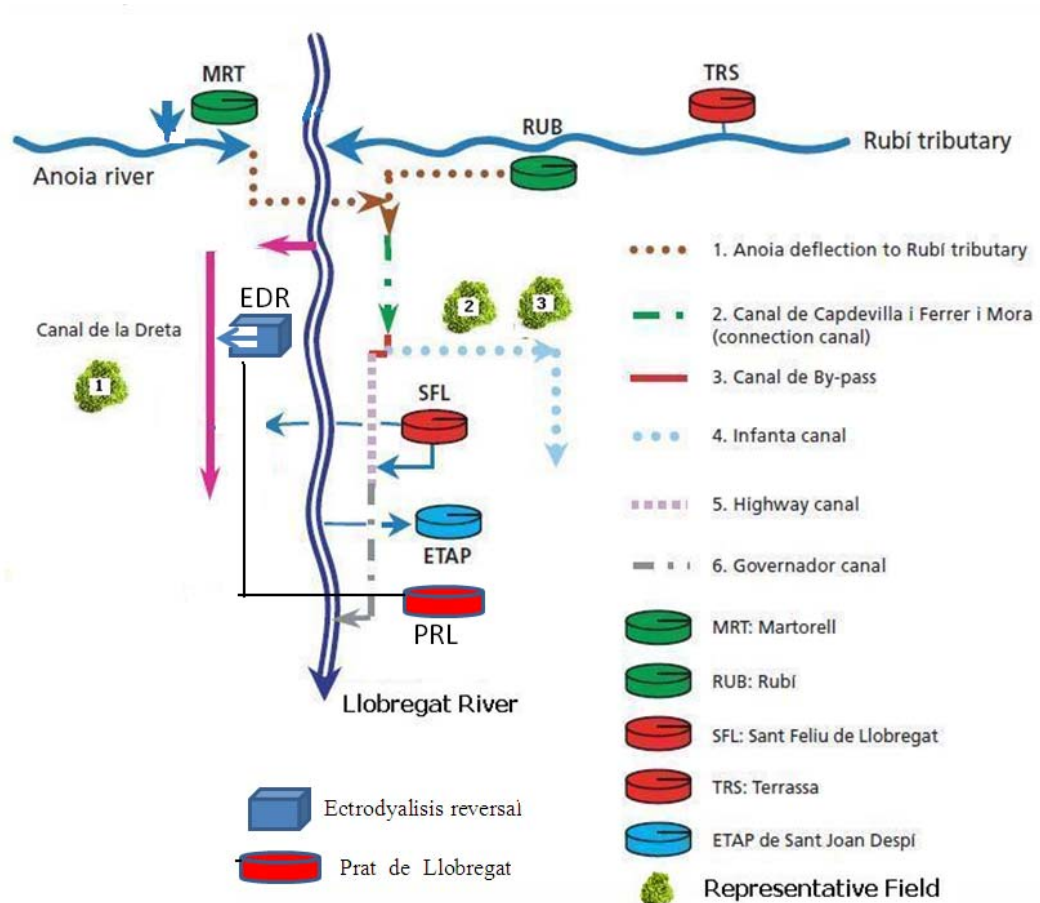 MRT
TRS
RUB
Anoia river
Rubí tributary
1. Anoia deflection to Rubí tributary
EDR
2
3
2. Canal de Capdevilla i Ferrer i Mora
(connection canal)
Canal de la Dreta
1
3. Canal de By-pass
SFL
4. Infanta canal
5. Highway canal
ETAP
6. Governador canal
PRL
MRT: Martorell
Llobregat River
RUB: Rubí
SFL: Sant Feliu de Llobregat
TRS: Terrassa
Ectrodyalisis reversal
ETAP de Sant Joan Despí
Prat de Llobregat
Representative Field